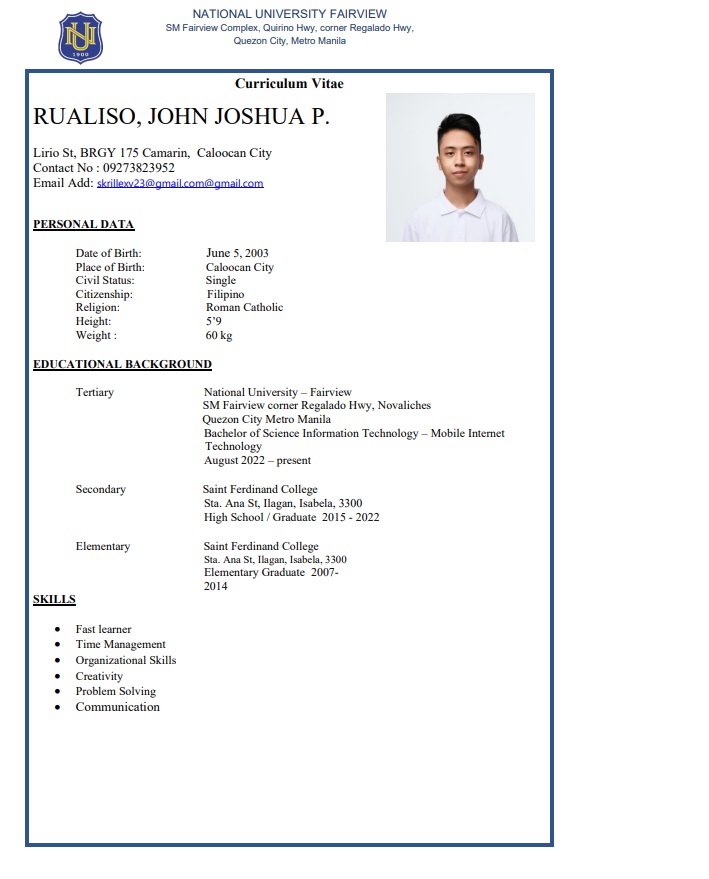 NATIONAL UNIVERSITY FAIRVIEW
SM Fairview Complex, Quirino Hwy, corner Regalado Hwy,
Quezon City, Metro Manila
NU
1900
Curriculum Vitae
RUALISO, JOHN JOSHUA P.
Lirio St, BRGY 175 Camarin, Caloocan City
Contact No : 09273823952
Email Add: skrillexv23@gmail.com@gmail.com
PERSONAL DATA
Date of Birth: June 5, 2003
Place of Birth: Caloocan City
Civil Status: Single
Citizenship: Filipino
Religion: Roman Catholic
Height: 5’9
Weight : 60 kg
EDUCATIONAL BACKGROUND
Tertiary National University – Fairview
SM Fairview corner Regalado Hwy, Novaliches
Quezon City Metro Manila
Bachelor of Science Information Technology – Mobile Internet
Technology
August 2022 – present
Secondary Saint Ferdinand College
Sta. Ana St, Ilagan, Isabela, 3300
High School / Graduate 2015 - 2022
Elementary Saint Ferdinand College
Sta. Ana St, Ilagan, Isabela, 3300
Elementary Graduate 2007-
2014
SKILLS
• Fast learner
• Time Management
• Organizational Skills
• Creativity
• Problem Solving
• Communication